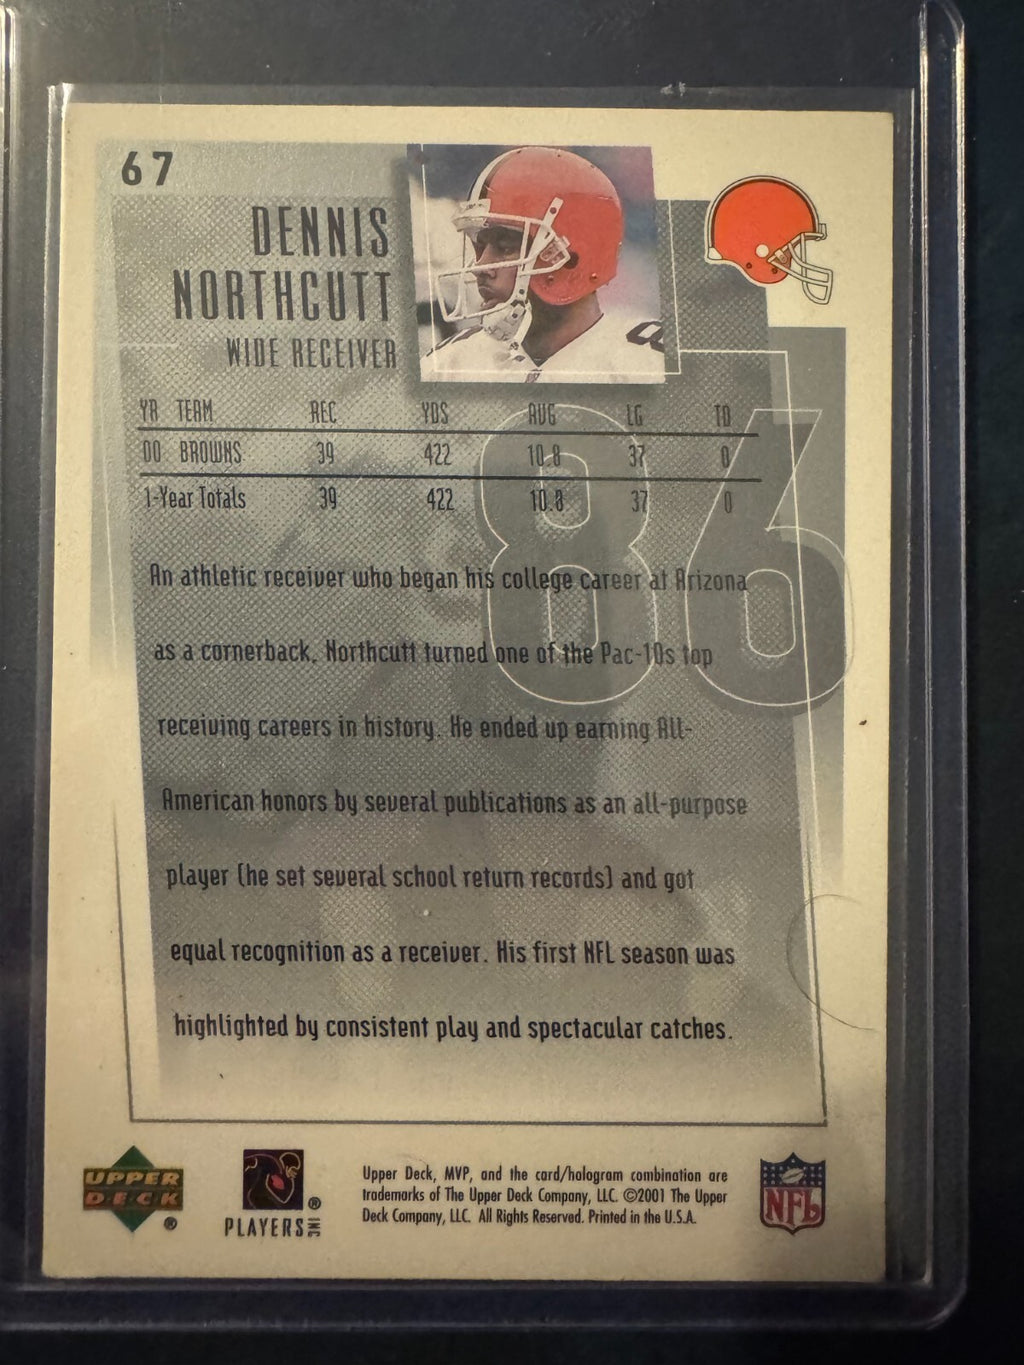 67
DENNIS
NORTHCUTT
WIDE RECEIVER
YR TEAM REC YDS AVG LG TD
00 BROWNS 39 422 10.8 37 0
1-Year Totals 39 422 10.8 37 0
86
An athletic receiver who began his college career at Arizona
as a cornerback, Northcutt turned one of the Pac-10s top
receiving careers in history. He ended up earning All-
American honors by several publications as an all-purpose
player (he set several school return records) and got
equal recognition as a receiver. His first NFL season was
highlighted by consistent play and spectacular catches.
UPPER
DECK ®
PLAYERS INC ®
Upper Deck, MVP, and the card/hologram combination are
trademarks of The Upper Deck Company, LLC. ©2001 The Upper
Deck Company, LLC. All Rights Reserved. Printed in the U.S.A.
NFL